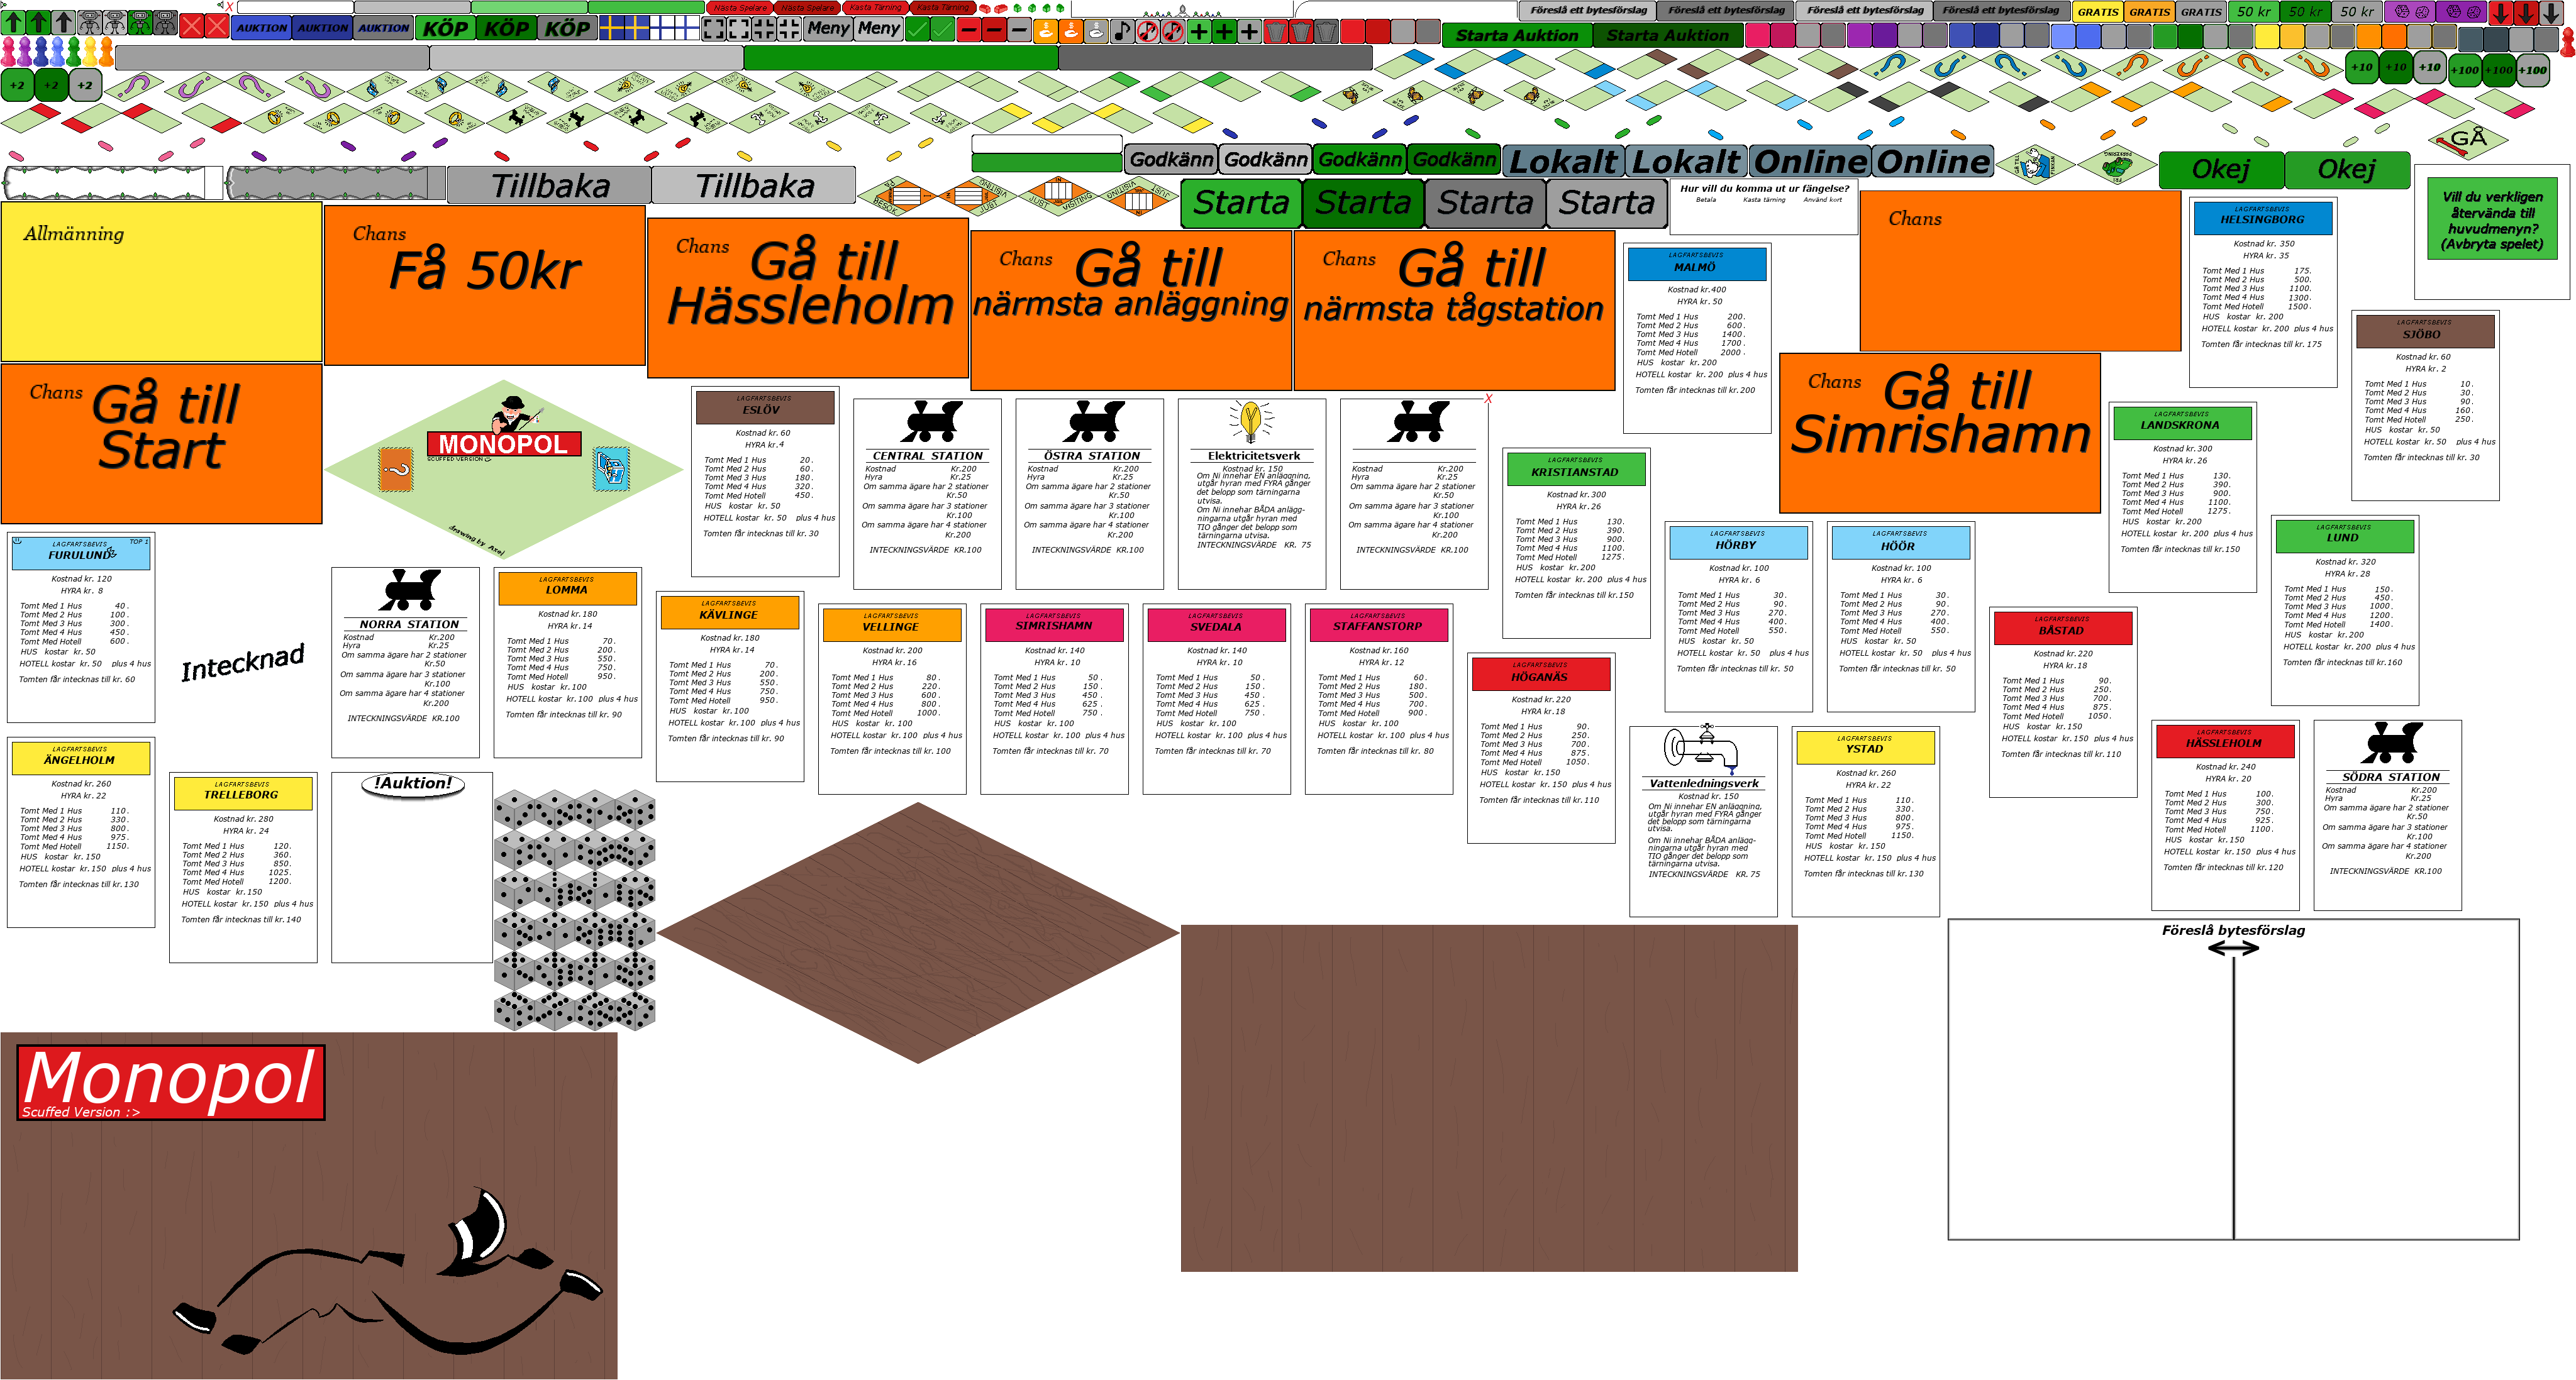 X
Nästa Spelare
Nästa Spelare
Kasta Tärning
Kasta Tärning
Föreslå ett bytesförslag
Föreslå ett bytesförslag
Föreslå ett bytesförslag
Föreslå ett bytesförslag
GRATIS
GRATIS
GRATIS
50 kr
50 kr
50 kr
AUKTION
AUKTION
AUKTION
KÖP
KÖP
KÖP
Meny
Meny
Starta Auktion
Starta Auktion
+2
+2
+2
+10
+10
+10
+100
+100
+100
GÅ
Tillbaka
Tillbaka
Godkänn
Godkänn
Godkänn
Godkänn
Lokalt
Lokalt
Online
Online
Okej
Okej
Starta
Starta
Starta
Starta
Hur vill du komma ut ur fängelse?
Betala Kasta tärning Använd kort
Vill du verkligen
återvända till
huvudmenyn?
(Avbryta spelet)
Allmänning
Chans
Få 50kr
Chans
Gå till
Hässleholm
Chans
Gå till
närmsta anläggning
Chans
Gå till
närmsta tågstation
LAGFARTSBEVIS
MALMÖ
Kostnad kr.400
HYRA kr. 50
Tomt Med 1 Hus 200.
Tomt Med 2 Hus 600.
Tomt Med 3 Hus 1400.
Tomt Med 4 Hus 1700.
Tomt Med Hotell 2000.
HUS kostar kr.200
HOTELL kostar kr.200 plus 4 hus
Tomten får intecknas till kr.200
Chans
LAGFARTSBEVIS
HELSINGBORG
Kostnad kr. 350
HYRA kr. 35
Tomt Med 1 Hus 175.
Tomt Med 2 Hus 500.
Tomt Med 3 Hus 1100.
Tomt Med 4 Hus 1300.
Tomt Med Hotell 1500.
HUS kostar kr.200
HOTELL kostar kr.200 plus 4 hus
Tomten får intecknas till kr.175
LAGFARTSBEVIS
SJÖBO
Kostnad kr.60
HYRA kr. 2
Tomt Med 1 Hus 10.
Tomt Med 2 Hus 30.
Tomt Med 3 Hus 90.
Tomt Med 4 Hus 160.
Tomt Med Hotell 250.
HUS kostar kr. 50
HOTELL kostar kr. 50 plus 4 hus
Tomten får intecknas till kr. 30
Chans
Gå till
Start
MONOPOL
SCUFFED VERSION
drawing by Axel
LAGFARTSBEVIS
ESLÖV
Kostnad kr.60
HYRA kr.4
Tomt Med 1 Hus 20.
Tomt Med 2 Hus 60.
Tomt Med 3 Hus 180.
Tomt Med 4 Hus 320.
Tomt Med Hotell 450.
HUS kostar kr. 50
HOTELL kostar kr. 50 plus 4 hus
Tomten får intecknas till kr. 30
CENTRAL STATION
Kostnad Kr.200
Hyra Kr.25
Om samma ägare har 2 stationer
Kr.50
Om samma ägare har 3 stationer
Kr.100
Om samma ägare har 4 stationer
Kr.200
INTECKNINGSVÄRDE KR.100
ÖSTRA STATION
Kostnad Kr.200
Hyra Kr.25
Om samma ägare har 2 stationer
Kr.50
Om samma ägare har 3 stationer
Kr.100
Om samma ägare har 4 stationer
Kr.200
INTECKNINGSVÄRDE KR.100
Elektricitetsverk
Kostnad kr. 150
Om Ni innehar EN anläggning,
utgår hyran med FYRA gånger
det belopp som tärningarna
utvisa.
Om Ni innehar BÅDA anlägg-
ningarna utgår hyran med
TIO gånger det belopp som
tärningarna utvisa.
INTECKNINGSVÄRDE KR. 75
X
Kostnad Kr.200
Hyra Kr.25
Om samma ägare har 2 stationer
Kr.50
Om samma ägare har 3 stationer
Kr.100
Om samma ägare har 4 stationer
Kr.200
INTECKNINGSVÄRDE KR.100
LAGFARTSBEVIS
KRISTIANSTAD
Kostnad kr.300
HYRA kr.26
Tomt Med 1 Hus 130.
Tomt Med 2 Hus 390.
Tomt Med 3 Hus 900.
Tomt Med 4 Hus 1100.
Tomt Med Hotell 1275.
HUS kostar kr.200
HOTELL kostar kr.200 plus 4 hus
Tomten får intecknas till kr.150
Chans
Gå till
Simrishamn
LAGFARTSBEVIS
LANDSKRONA
Kostnad kr.300
HYRA kr.26
Tomt Med 1 Hus 130.
Tomt Med 2 Hus 390.
Tomt Med 3 Hus 900.
Tomt Med 4 Hus 1100.
Tomt Med Hotell 1275.
HUS kostar kr.200
HOTELL kostar kr.200 plus 4 hus
Tomten får intecknas till kr.150
LAGFARTSBEVIS
TOP 1
FURULUND
Kostnad kr. 120
HYRA kr. 8
Tomt Med 1 Hus 40.
Tomt Med 2 Hus 100.
Tomt Med 3 Hus 300.
Tomt Med 4 Hus 450.
Tomt Med Hotell 600.
HUS kostar kr. 50
HOTELL kostar kr. 50 plus 4 hus
Tomten får intecknas till kr. 60
Intecknad
NORRA STATION
Kostnad Kr.200
Hyra Kr.25
Om samma ägare har 2 stationer
Kr.50
Om samma ägare har 3 stationer
Kr.100
Om samma ägare har 4 stationer
Kr.200
INTECKNINGSVÄRDE KR.100
LAGFARTSBEVIS
LOMMA
Kostnad kr.180
HYRA kr.14
Tomt Med 1 Hus 70.
Tomt Med 2 Hus 200.
Tomt Med 3 Hus 550.
Tomt Med 4 Hus 750.
Tomt Med Hotell 950.
HUS kostar kr.100
HOTELL kostar kr.100 plus 4 hus
Tomten får intecknas till kr. 90
LAGFARTSBEVIS
KÄVLINGE
Kostnad kr.180
HYRA kr.14
Tomt Med 1 Hus 70.
Tomt Med 2 Hus 200.
Tomt Med 3 Hus 550.
Tomt Med 4 Hus 750.
Tomt Med Hotell 950.
HUS kostar kr.100
HOTELL kostar kr.100 plus 4 hus
Tomten får intecknas till kr. 90
LAGFARTSBEVIS
VELLINGE
Kostnad kr.200
HYRA kr.16
Tomt Med 1 Hus 80.
Tomt Med 2 Hus 220.
Tomt Med 3 Hus 600.
Tomt Med 4 Hus 800.
Tomt Med Hotell 1000.
HUS kostar kr.100
HOTELL kostar kr.100 plus 4 hus
Tomten får intecknas till kr.100
LAGFARTSBEVIS
SIMRISHAMN
Kostnad kr.140
HYRA kr.10
Tomt Med 1 Hus 50.
Tomt Med 2 Hus 150.
Tomt Med 3 Hus 450.
Tomt Med 4 Hus 625.
Tomt Med Hotell 750.
HUS kostar kr.100
HOTELL kostar kr.100 plus 4 hus
Tomten får intecknas till kr. 70
LAGFARTSBEVIS
SVEDALA
Kostnad kr.140
HYRA kr.10
Tomt Med 1 Hus 50.
Tomt Med 2 Hus 150.
Tomt Med 3 Hus 450.
Tomt Med 4 Hus 625.
Tomt Med Hotell 750.
HUS kostar kr.100
HOTELL kostar kr.100 plus 4 hus
Tomten får intecknas till kr. 70
LAGFARTSBEVIS
STAFFANSTORP
Kostnad kr.160
HYRA kr.12
Tomt Med 1 Hus 60.
Tomt Med 2 Hus 180.
Tomt Med 3 Hus 500.
Tomt Med 4 Hus 700.
Tomt Med Hotell 900.
HUS kostar kr.100
HOTELL kostar kr.100 plus 4 hus
Tomten får intecknas till kr. 80
LAGFARTSBEVIS
HÖGANÄS
Kostnad kr.220
HYRA kr.18
Tomt Med 1 Hus 90.
Tomt Med 2 Hus 250.
Tomt Med 3 Hus 700.
Tomt Med 4 Hus 875.
Tomt Med Hotell 1050.
HUS kostar kr.150
HOTELL kostar kr.150 plus 4 hus
Tomten får intecknas till kr.110
LAGFARTSBEVIS
HÖRBY
Kostnad kr.100
HYRA kr. 6
Tomt Med 1 Hus 30.
Tomt Med 2 Hus 90.
Tomt Med 3 Hus 270.
Tomt Med 4 Hus 400.
Tomt Med Hotell 550.
HUS kostar kr. 50
HOTELL kostar kr. 50 plus 4 hus
Tomten får intecknas till kr. 50
LAGFARTSBEVIS
HÖÖR
Kostnad kr.100
HYRA kr. 6
Tomt Med 1 Hus 30.
Tomt Med 2 Hus 90.
Tomt Med 3 Hus 270.
Tomt Med 4 Hus 400.
Tomt Med Hotell 550.
HUS kostar kr. 50
HOTELL kostar kr. 50 plus 4 hus
Tomten får intecknas till kr. 50
LAGFARTSBEVIS
BÅSTAD
Kostnad kr.220
HYRA kr.18
Tomt Med 1 Hus 90.
Tomt Med 2 Hus 250.
Tomt Med 3 Hus 700.
Tomt Med 4 Hus 875.
Tomt Med Hotell 1050.
HUS kostar kr.150
HOTELL kostar kr.150 plus 4 hus
Tomten får intecknas till kr.110
LAGFARTSBEVIS
LUND
Kostnad kr.320
HYRA kr.28
Tomt Med 1 Hus 150.
Tomt Med 2 Hus 450.
Tomt Med 3 Hus 1000.
Tomt Med 4 Hus 1200.
Tomt Med Hotell 1400.
HUS kostar kr.200
HOTELL kostar kr.200 plus 4 hus
Tomten får intecknas till kr.160
LAGFARTSBEVIS
ÄNGELHOLM
Kostnad kr.260
HYRA kr.22
Tomt Med 1 Hus 110.
Tomt Med 2 Hus 330.
Tomt Med 3 Hus 800.
Tomt Med 4 Hus 975.
Tomt Med Hotell 1150.
HUS kostar kr.150
HOTELL kostar kr.150 plus 4 hus
Tomten får intecknas till kr.130
LAGFARTSBEVIS
TRELLEBORG
Kostnad kr.280
HYRA kr.24
Tomt Med 1 Hus 120.
Tomt Med 2 Hus 360.
Tomt Med 3 Hus 850.
Tomt Med 4 Hus 1025.
Tomt Med Hotell 1200.
HUS kostar kr.150
HOTELL kostar kr.150 plus 4 hus
Tomten får intecknas till kr.140
!Auktion!
Vattenledningsverk
Kostnad kr. 150
Om Ni innehar EN anläggning,
utgår hyran med FYRA gånger
det belopp som tärningarna
utvisa.
Om Ni innehar BÅDA anlägg-
ningarna utgår hyran med
TIO gånger det belopp som
tärningarna utvisa.
INTECKNINGSVÄRDE KR. 75
LAGFARTSBEVIS
YSTAD
Kostnad kr.260
HYRA kr.22
Tomt Med 1 Hus 110.
Tomt Med 2 Hus 330.
Tomt Med 3 Hus 800.
Tomt Med 4 Hus 975.
Tomt Med Hotell 1150.
HUS kostar kr.150
HOTELL kostar kr.150 plus 4 hus
Tomten får intecknas till kr.130
LAGFARTSBEVIS
HÄSSLEHOLM
Kostnad kr.240
HYRA kr.20
Tomt Med 1 Hus 100.
Tomt Med 2 Hus 300.
Tomt Med 3 Hus 750.
Tomt Med 4 Hus 925.
Tomt Med Hotell 1100.
HUS kostar kr.150
HOTELL kostar kr.150 plus 4 hus
Tomten får intecknas till kr.120
SÖDRA STATION
Kostnad Kr.200
Hyra Kr.25
Om samma ägare har 2 stationer
Kr.50
Om samma ägare har 3 stationer
Kr.100
Om samma ägare har 4 stationer
Kr.200
INTECKNINGSVÄRDE KR.100
Föreslå bytesförslag
Monopol
Scuffed Version :>